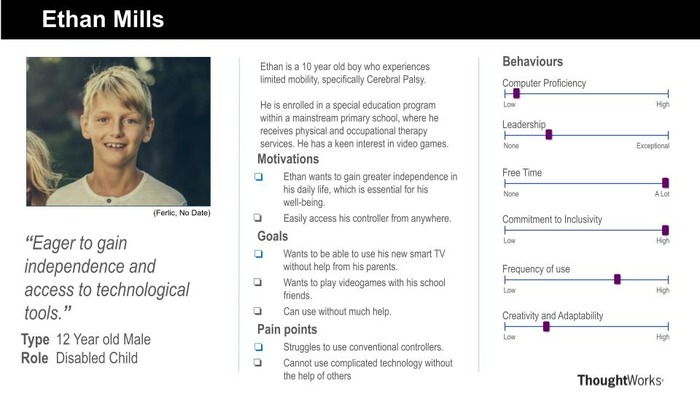 Ethan Mills
(Ferlic, No Date)
“Eager to gain
independence and
access to technological
tools.”
Type 12 Year old Male
Role Disabled Child
Ethan is a 10 year old boy who experiences
limited mobility, specifically Cerebral Palsy.
He is enrolled in a special education program
within a mainstream primary school, where he
receives physical and occupational therapy
services. He has a keen interest in video games.
Motivations
Ethan wants to gain greater independence in
his daily life, which is essential for his
well-being.
Easily access his controller from anywhere.
Goals
Wants to be able to use his new smart TV
without help from his parents.
Wants to play videogames with his school
friends.
Can use without much help.
Pain points
Struggles to use conventional controllers.
Cannot use complicated technology without
the help of others
Behaviours
Computer Proficiency
Low High
Leadership
None Exceptional
Free Time
None A Lot
Commitment to Inclusivity
Low High
Frequency of use
Low High
Creativity and Adaptability
Low High
ThoughtWorks